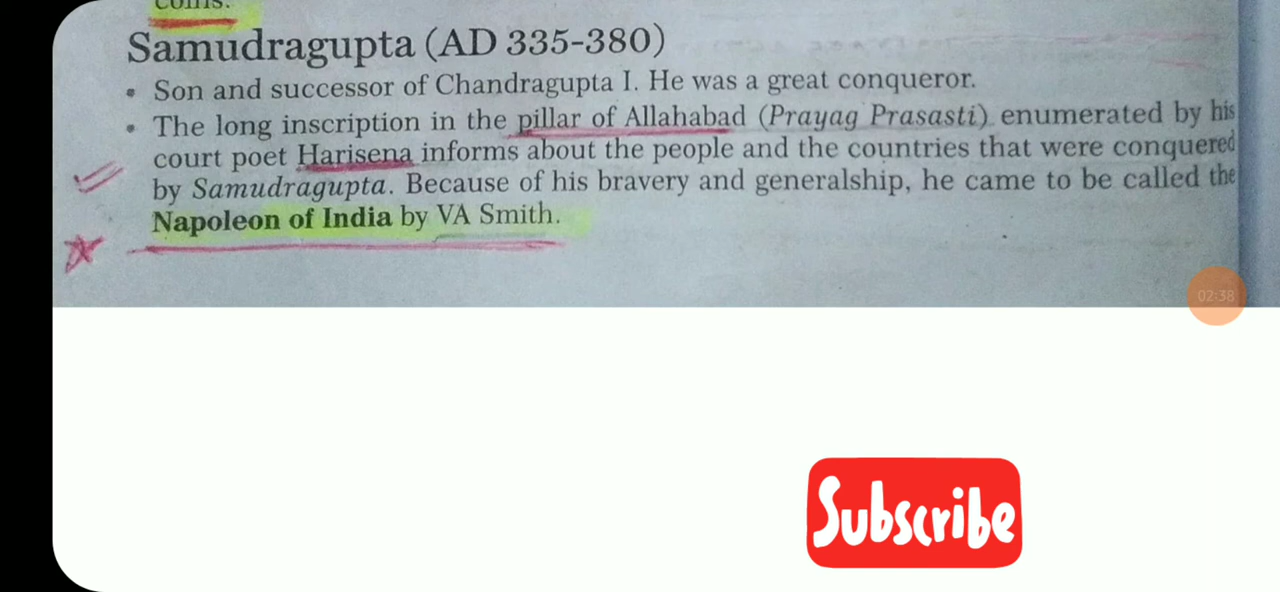 coins.
Samudragupta (AD 335-380)
• Son and successor of Chandragupta I. He was a great conqueror.
• The long inscription in the pillar of Allahabad (Prayag Prasasti) enumerated by his
court poet Harisena informs about the people and the countries that were conquered
by Samudragupta. Because of his bravery and generalship, he came to be called the
Napoleon of India by VA Smith.
02:38
Subscribe